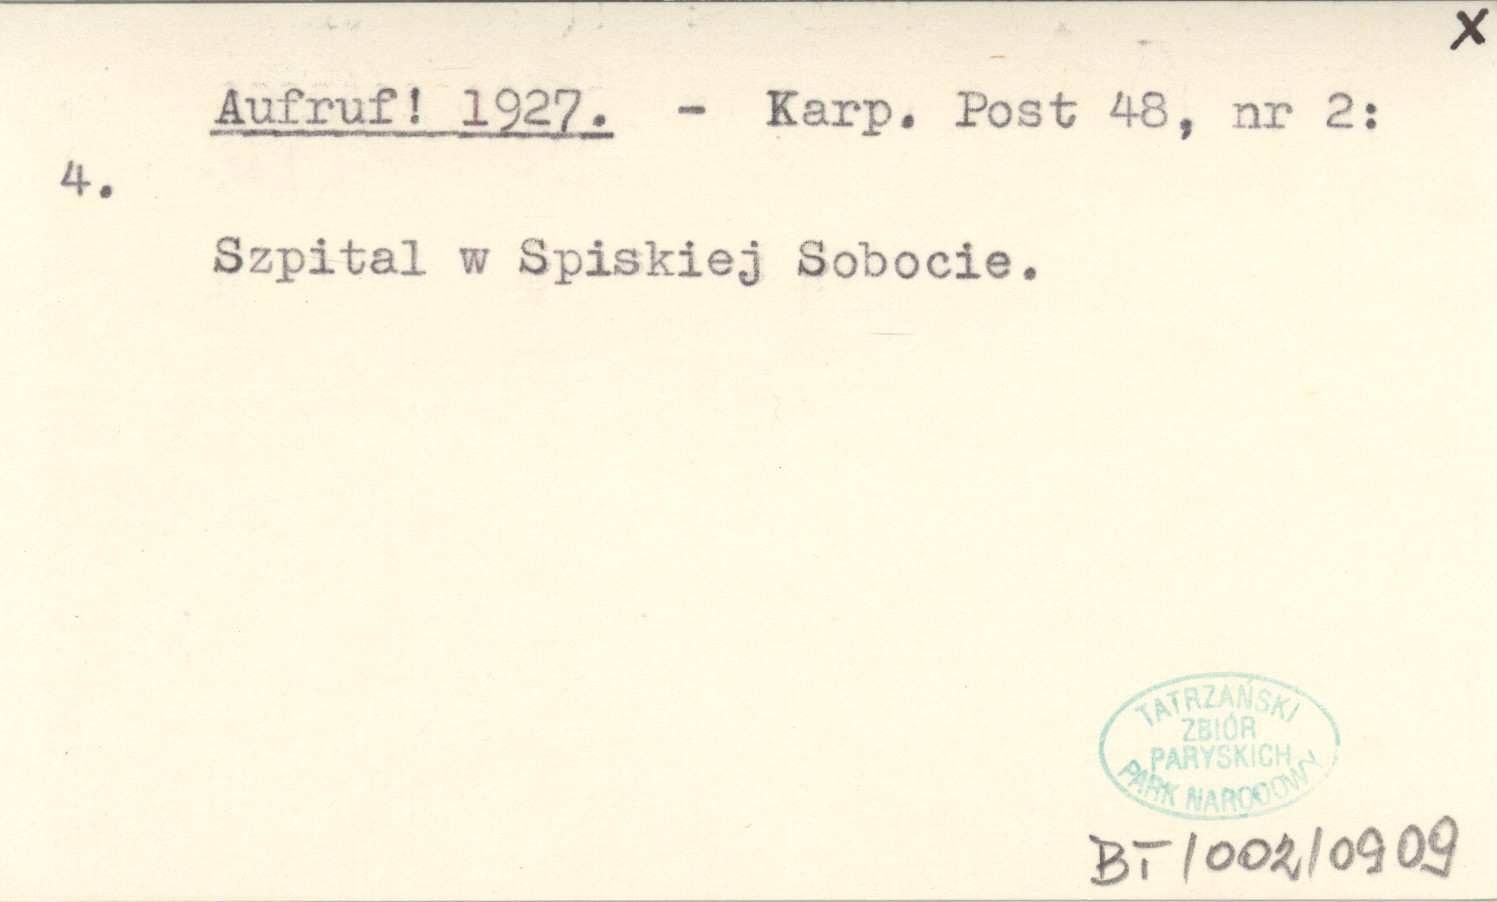 x
Aufruf! 1927. - Karp. Post 48, nr 2:
4.
Szpital w Spiskiej Sobocie.
TATRZAŃSKI
ZBIÓR
PARYSKICH
PARK NARODOWY
BT/002/0909